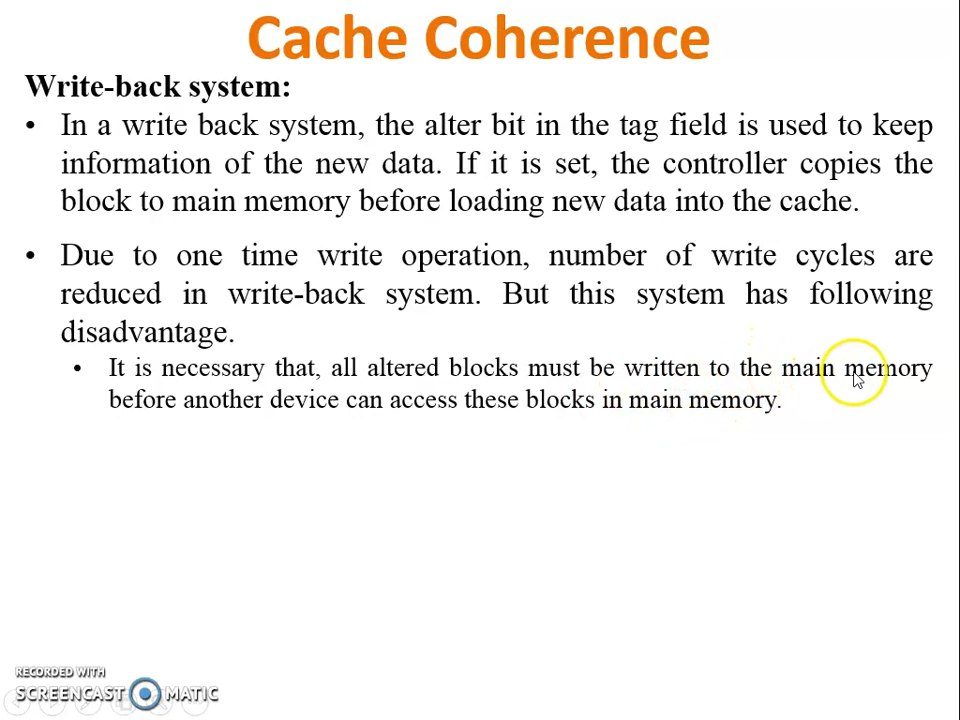 Cache Coherence
Write-back system:
• In a write back system, the alter bit in the tag field is used to keep
information of the new data. If it is set, the controller copies the
block to main memory before loading new data into the cache.
• Due to one time write operation, number of write cycles are
reduced in write-back system. But this system has following
disadvantage.
• It is necessary that, all altered blocks must be written to the main memory
before another device can access these blocks in main memory.
RECORDED WITH
SCREENCAST MATIC